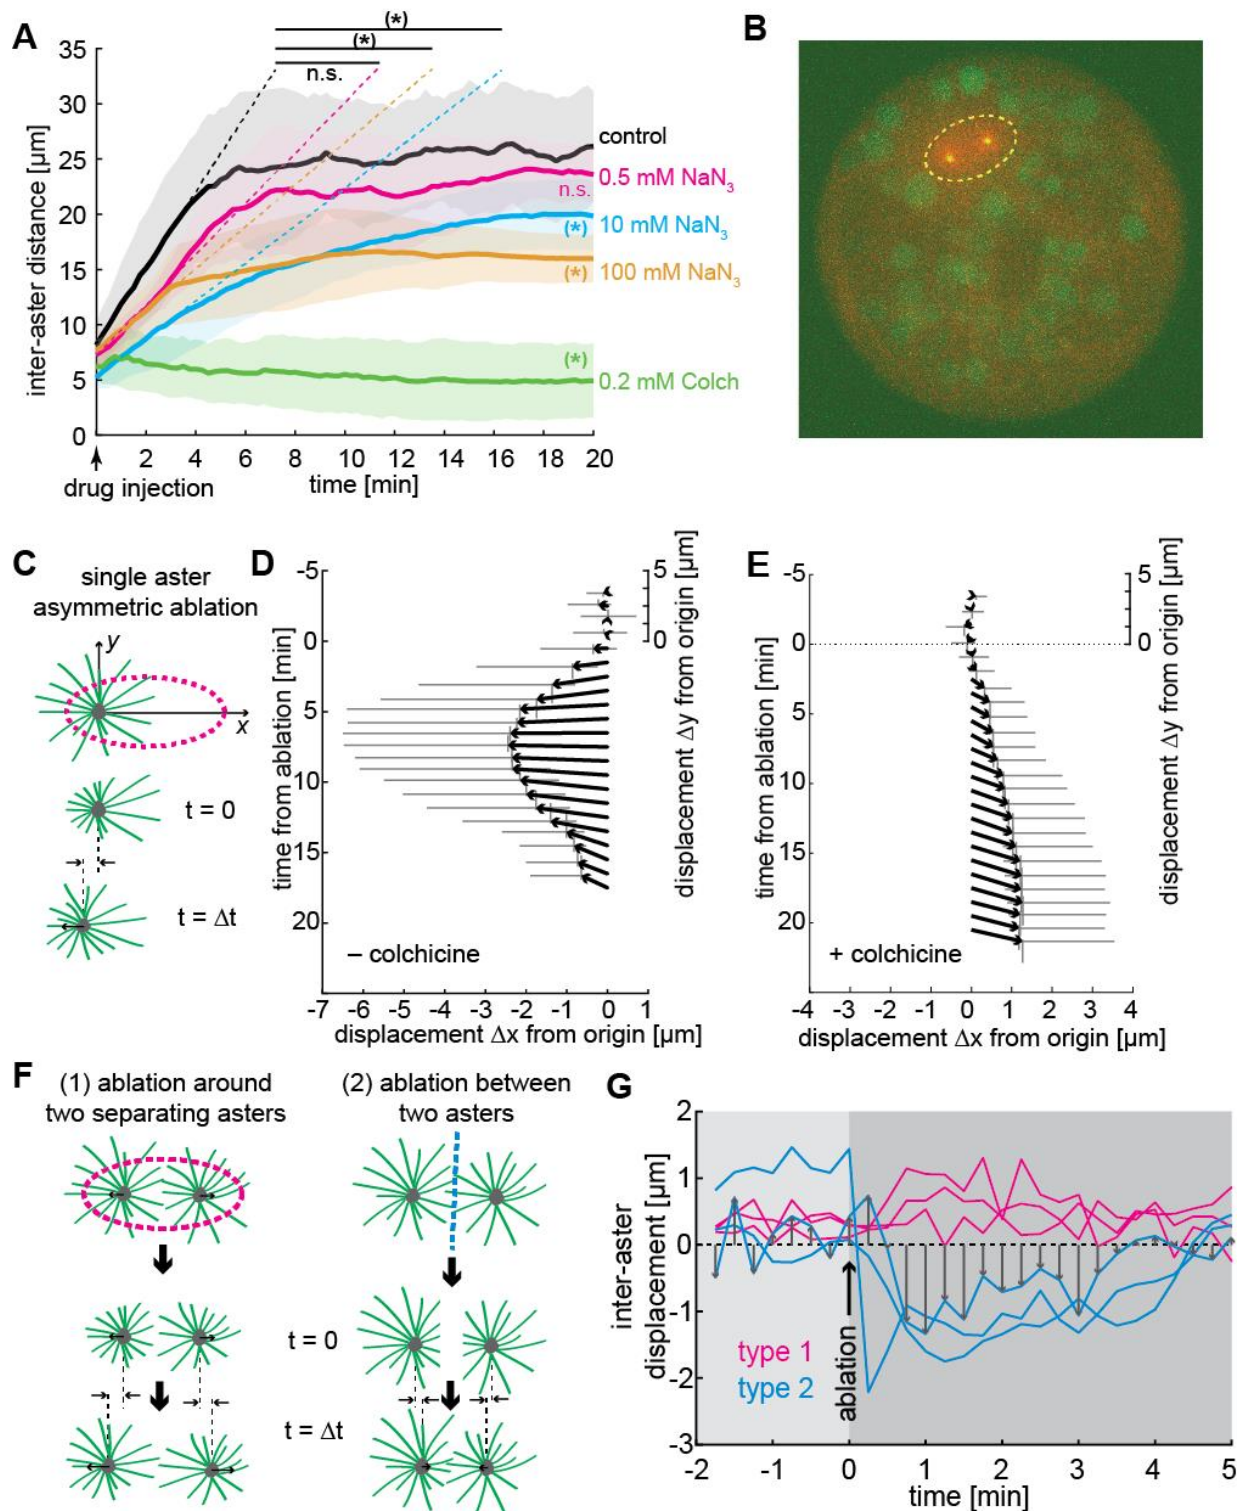 A
(*)
(*)
n.s.
35
30
25
20
15
10
5
0
inter-aster distance [µm]
control
0.5 mM NaN3
n.s.
(*) 10 mM NaN3
(*) 100 mM NaN3
(*)
0.2 mM Colch
0 2 4 6 8 10 12 14 16 18 20
drug injection
time [min]
B
C
single aster
asymmetric ablation
y
x
t = 0
t = Δt
D
-5
0
5
10
15
20
time from ablation [min]
5
0
displacement Δy from origin [µm]
– colchicine
-7 -6 -5 -4 -3 -2 -1 0 1
displacement Δx from origin [µm]
E
-5
0
5
10
15
20
time from ablation [min]
5
0
displacement Δy from origin [µm]
+ colchicine
-4 -3 -2 -1 0 1 2 3 4
displacement Δx from origin [µm]
F
(1) ablation around
two separating asters
(2) ablation between
two asters
t = 0
t = Δt
G
2
1
0
-1
-2
-3
inter-aster
displacement [µm]
type 1
type 2
ablation
-2 -1 0 1 2 3 4 5
time [min]